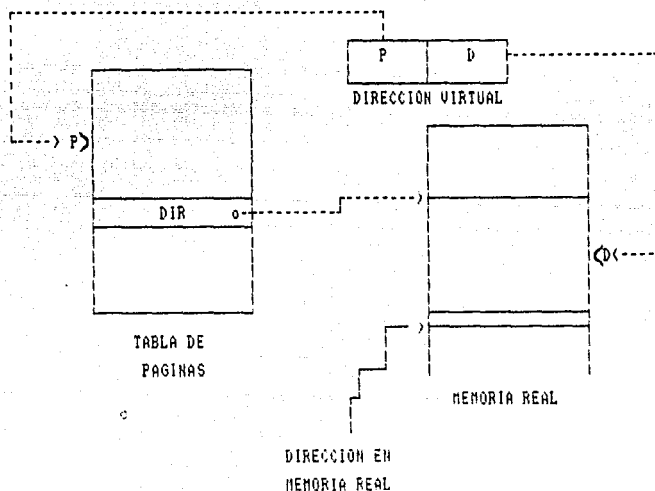 P D
DIRECCION VIRTUAL
P
DIR
D
TABLA DE
PAGINAS
MEMORIA REAL
DIRECCION EN
MEMORIA REAL